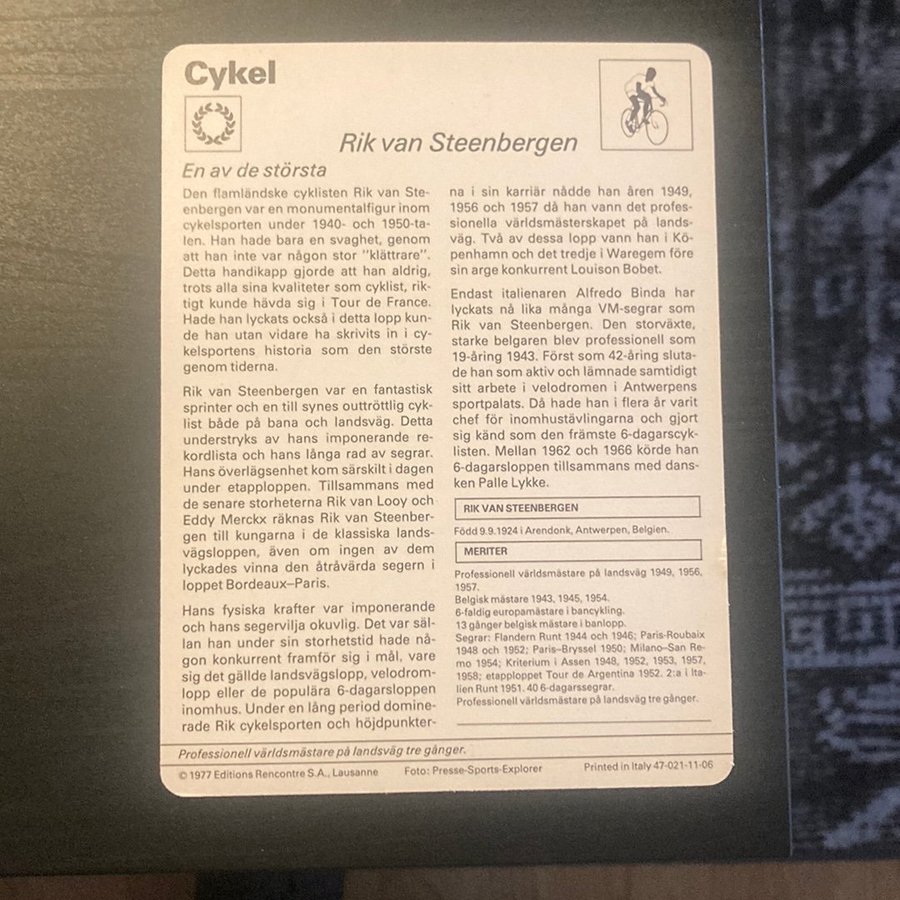 Cykel
Rik van Steenbergen
En av de största
Den flamländske cyklisten Rik van Ste-
enbergen var en monumentalfigur inom
cykelsporten under 1940- och 1950-ta-
len. Han hade bara en svaghet, genom
att han inte var någon stor "klättrare".
Detta handikapp gjorde att han aldrig,
trots alla sina kvaliteter som cyklist, rik-
tigt kunde hävda sig i Tour de France.
Hade han lyckats också i detta lopp kun-
de han utan vidare ha skrivits in i cy-
kelsportens historia som den störste
genom tiderna.
Rik van Steenbergen var en fantastisk
sprinter och en till synes outtröttlig cyk-
list både på bana och landsväg. Detta
understryks av hans imponerande re-
kordlista och hans långa rad av segrar.
Hans överlägsenhet kom särskilt i dagen
under etapploppen. Tillsammans med
de senare storheterna Rik van Looy och
Eddy Merckx räknas Rik van Steenber-
gen till kungarna i de klassiska lands-
vägsloppen, även om ingen av dem
lyckades vinna den åtråvärda segern i
loppet Bordeaux–Paris.
Hans fysiska krafter var imponerande
och hans segervilja okuvlig. Det var säl-
lan han under sin storhetstid hade nå-
gon konkurrent framför sig i mål, vare
sig det gällde landsvägslopp, velodrom-
lopp eller de populära 6-dagarsloppen
inomhus. Under en lång period domine-
rade Rik cykelsporten och höjdpunkter-
na i sin karriär nådde han åren 1949,
1956 och 1957 då han vann det profes-
sionella världsmästerskapet på lands-
väg. Två av dessa lopp vann han i Kö-
penhamn och det tredje i Waregem före
sin arge konkurrent Louison Bobet.
Endast italienaren Alfredo Binda har
lyckats nå lika många VM-segrar som
Rik van Steenbergen. Den storväxte,
starke belgaren blev professionell som
19-åring 1943. Först som 42-åring sluta-
de han som aktiv och lämnade samtidigt
sitt arbete i velodromen i Antwerpens
sportpalats. Då hade han i flera år varit
chef för inomhustävlingarna och gjort
sig känd som den främste 6-dagarscyk-
listen. Mellan 1962 och 1966 körde han
6-dagarsloppen tillsammans med dans-
ken Palle Lykke.
RIK VAN STEENBERGEN
Född 9.9.1924 i Arendonk, Antwerpen, Belgien.
MERITER
Professionell världsmästare på landsväg 1949, 1956,
1957.
Belgisk mästare 1943, 1945, 1954.
6-faldig europamästare i bancykling.
13 gånger belgisk mästare i banlopp.
Segrar: Flandern Runt 1944 och 1946; Paris-Roubaix
1948 och 1952; Paris–Bryssel 1950; Milano–San Re-
mo 1954; Kriterium i Assen 1948, 1952, 1953, 1957,
1958; etapploppet Tour de Argentina 1952. 2:a i Ita-
lien Runt 1951. 40 6-dagarssegrar.
Professionell världsmästare på landsväg tre gånger.
Professionell världsmästare på landsväg tre gånger.
© 1977 Editions Rencontre S.A., Lausanne Foto: Presse-Sports-Explorer Printed in Italy 47-021-11-06